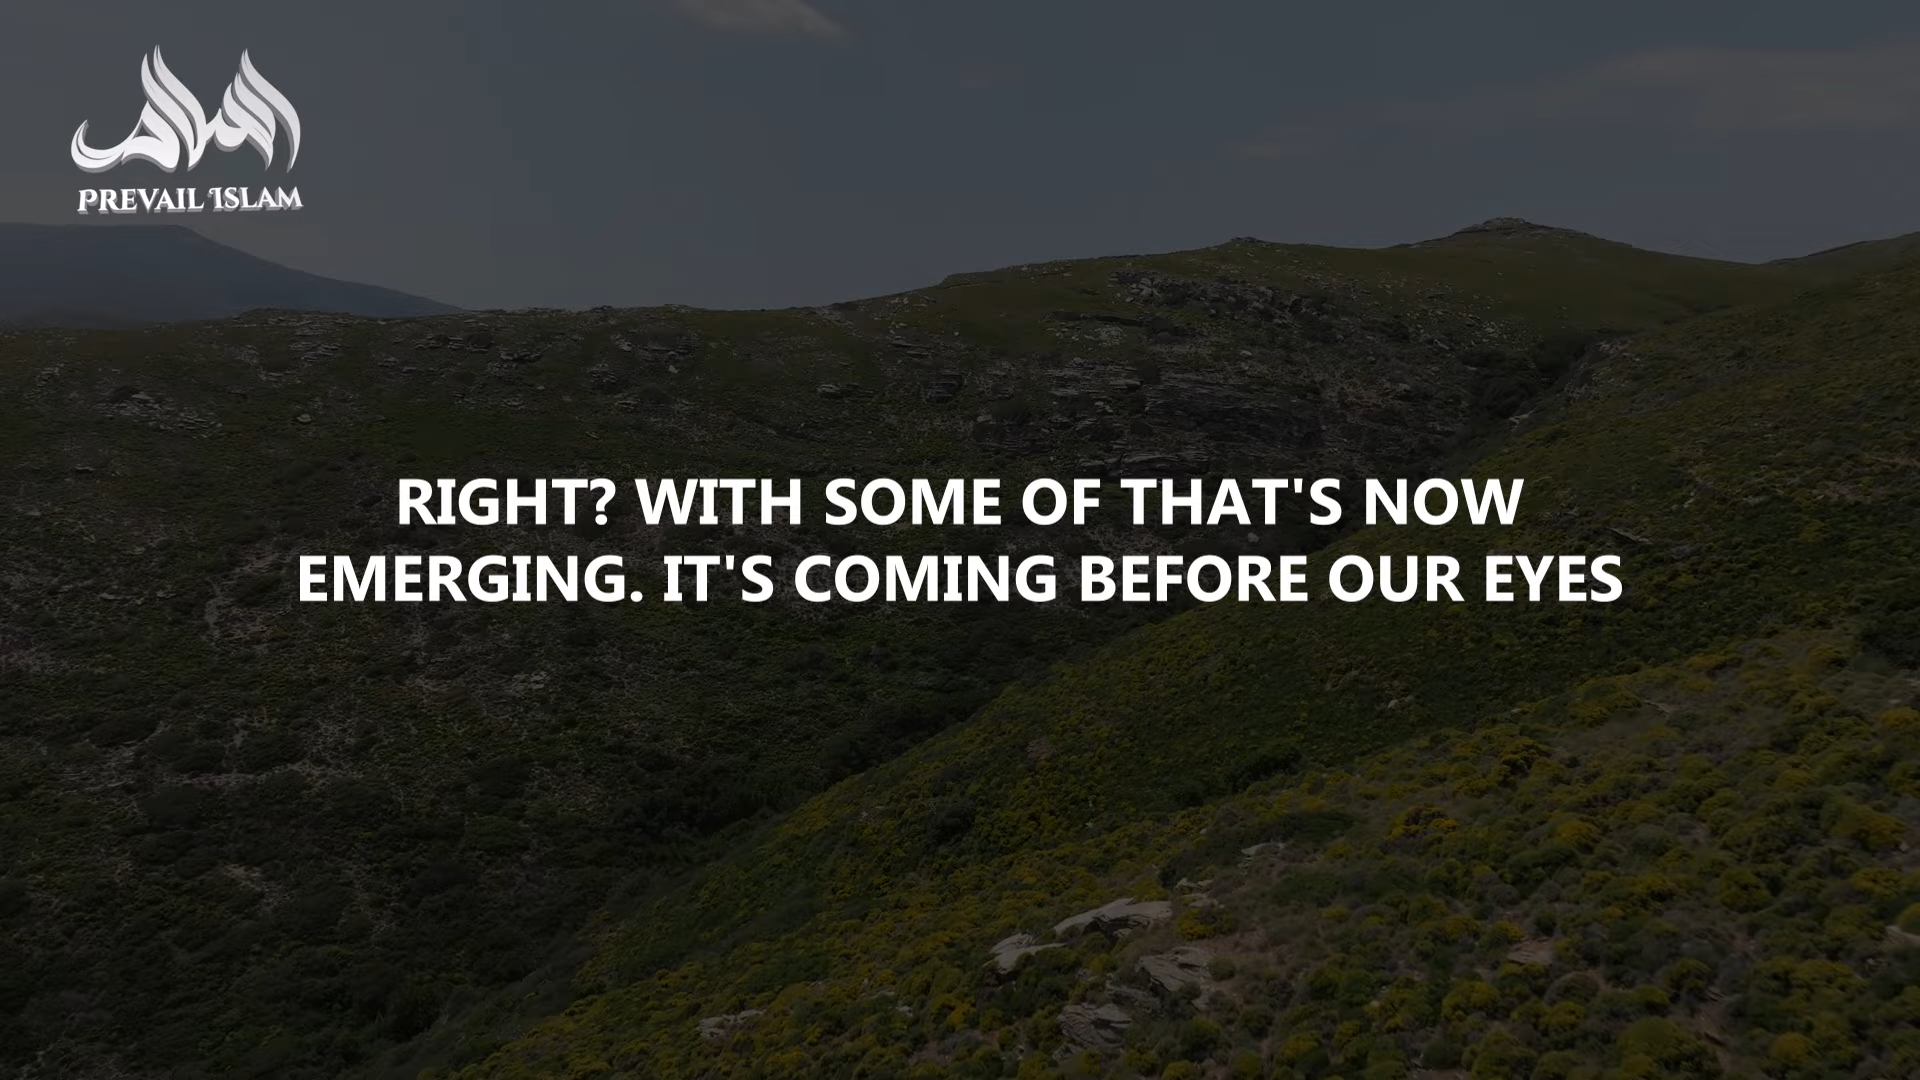 PREVAIL ISLAM
RIGHT? WITH SOME OF THAT'S NOW
EMERGING. IT'S COMING BEFORE OUR EYES